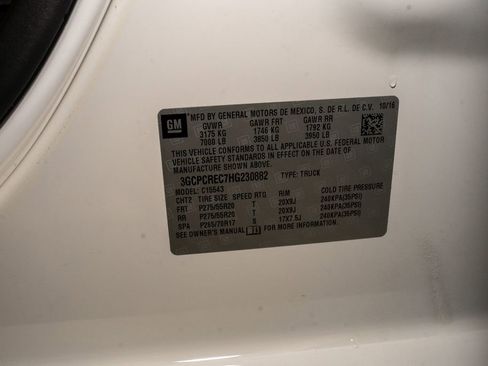 GM
MFD BY GENERAL MOTORS DE MEXICO, S. DE R.L. DE C.V. 10/16
GVWR GAWR FRT GAWR RR
3175 KG 1746 KG 1792 KG
7000 LB 3850 LB 3950 LB
THIS VEHICLE CONFORMS TO ALL APPLICABLE U.S. FEDERAL MOTOR
VEHICLE SAFETY STANDARDS IN EFFECT ON THE DATE OF
MANUFACTURE SHOWN ABOVE.
3GCPCREC7HG230882 TYPE: TRUCK
MODEL: C15543
CHT2 TIRE SIZE SPEED RTG RIM COLD TIRE PRESSURE
FRT P275/55R20 T 20X9J 240KPA(35PSI)
RR P275/55R20 T 20X9J 240KPA(35PSI)
SPA P265/70R17 S 17X7.5J 240KPA(35PSI)
SEE OWNER'S MANUAL FOR MORE INFORMATION.